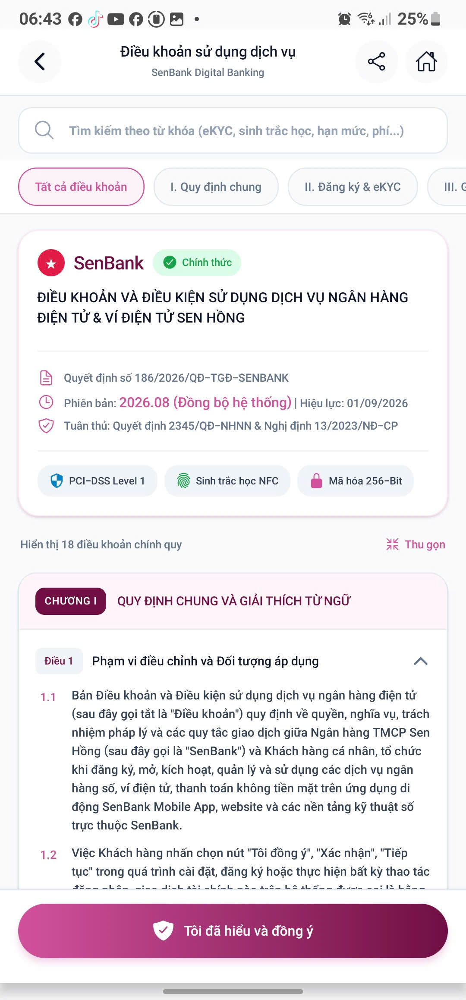 06:43
25%
Điều khoản sử dụng dịch vụ
SenBank Digital Banking
Tìm kiếm theo từ khóa (eKYC, sinh trắc học, hạn mức, phí...)
Tất cả điều khoản
I. Quy định chung
II. Đăng ký & eKYC
III. G
SenBank
Chính thức
ĐIỀU KHOẢN VÀ ĐIỀU KIỆN SỬ DỤNG DỊCH VỤ NGÂN HÀNG
ĐIỆN TỬ & VÍ ĐIỆN TỬ SEN HỒNG
Quyết định số 186/2026/QĐ-TGĐ-SENBANK
Phiên bản: 2026.08 (Đồng bộ hệ thống) | Hiệu lực: 01/09/2026
Tuân thủ: Quyết định 2345/QĐ-NHNN & Nghị định 13/2023/NĐ-CP
PCI-DSS Level 1
Sinh trắc học NFC
Mã hóa 256-Bit
Hiển thị 18 điều khoản chính quy
Thu gọn
CHƯƠNG I
QUY ĐỊNH CHUNG VÀ GIẢI THÍCH TỪ NGỮ
Điều 1
Phạm vi điều chỉnh và Đối tượng áp dụng
1.1 Bản Điều khoản và Điều kiện sử dụng dịch vụ ngân hàng điện tử
(sau đây gọi tắt là "Điều khoản") quy định về quyền, nghĩa vụ, trách
nhiệm pháp lý và các quy tắc giao dịch giữa Ngân hàng TMCP Sen
Hồng (sau đây gọi là "SenBank") và Khách hàng cá nhân, tổ chức
khi đăng ký, mở, kích hoạt, quản lý và sử dụng các dịch vụ ngân
hàng số, ví điện tử, thanh toán không tiền mặt trên ứng dụng di
động SenBank Mobile App, website và các nền tảng kỹ thuật số
trực thuộc SenBank.
1.2 Việc Khách hàng nhấn chọn nút "Tôi đồng ý", "Xác nhận", "Tiếp
tục" trong quá trình cài đặt, đăng ký hoặc thực hiện bất kỳ thao tác
đăng nhập, giao dịch tài chính nào trên hệ thống được coi là bằng
Tôi đã hiểu và đồng ý